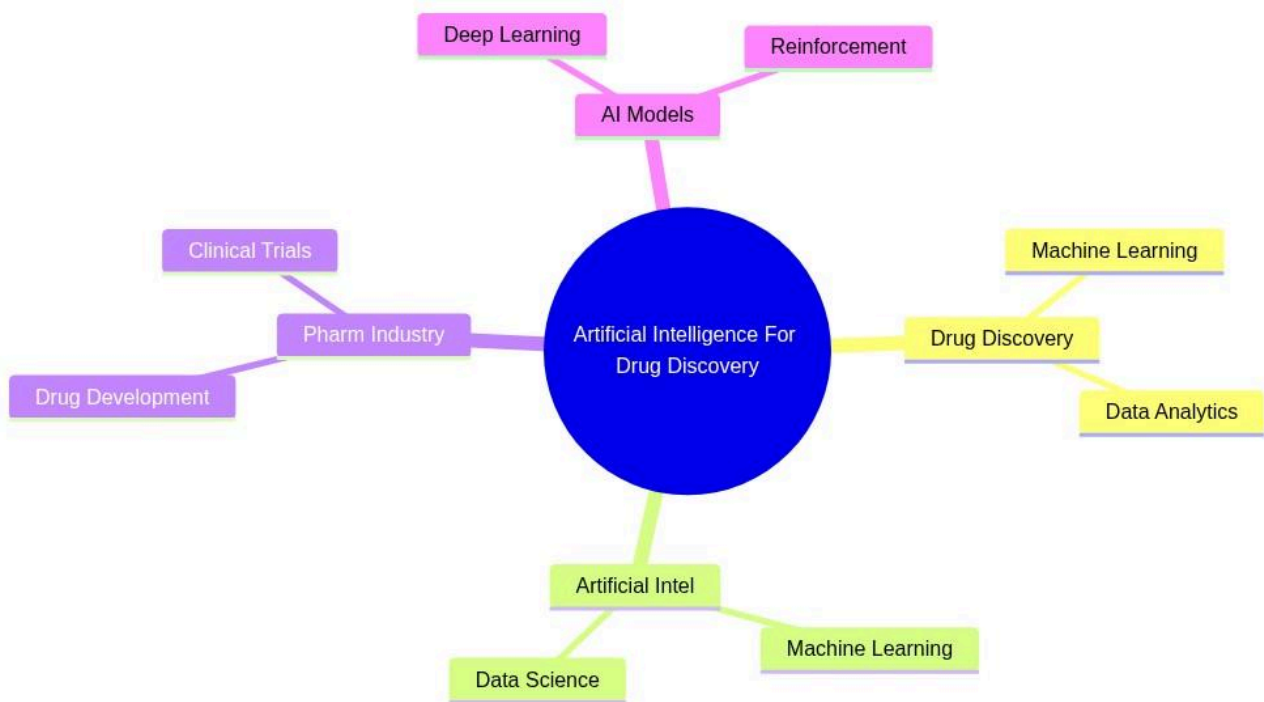 Deep Learning
Reinforcement
AI Models
Clinical Trials
Machine Learning
Pharm Industry
Artificial Intelligence For
Drug Discovery
Drug Discovery
Drug Development
Data Analytics
Artificial Intel
Machine Learning
Data Science